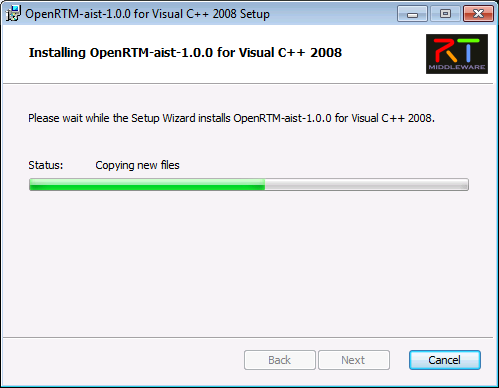 OpenRTM-aist-1.0.0 for Visual C++ 2008 Setup
Installing OpenRTM-aist-1.0.0 for Visual C++ 2008
RT
MIDDLEWARE
Please wait while the Setup Wizard installs OpenRTM-aist-1.0.0 for Visual C++ 2008.
Status: Copying new files
Back Next Cancel